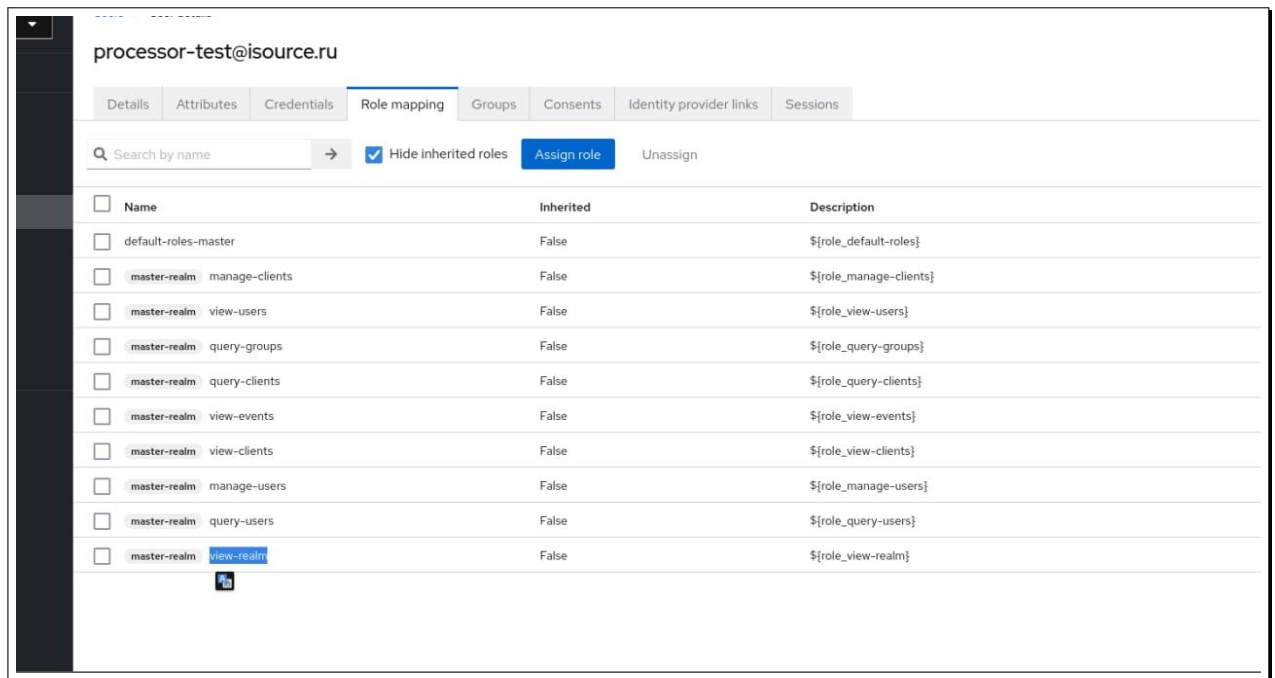 processor-test@isource.ru
Details Attributes Credentials Role mapping Groups Consents Identity provider links Sessions
Search by name Hide inherited roles Assign role Unassign
Name Inherited Description
default-roles-master False ${role_default-roles}
master-realm manage-clients False ${role_manage-clients}
master-realm view-users False ${role_view-users}
master-realm query-groups False ${role_query-groups}
master-realm query-clients False ${role_query-clients}
master-realm view-events False ${role_view-events}
master-realm view-clients False ${role_view-clients}
master-realm manage-users False ${role_manage-users}
master-realm query-users False ${role_query-users}
master-realm view-realm False ${role_view-realm}